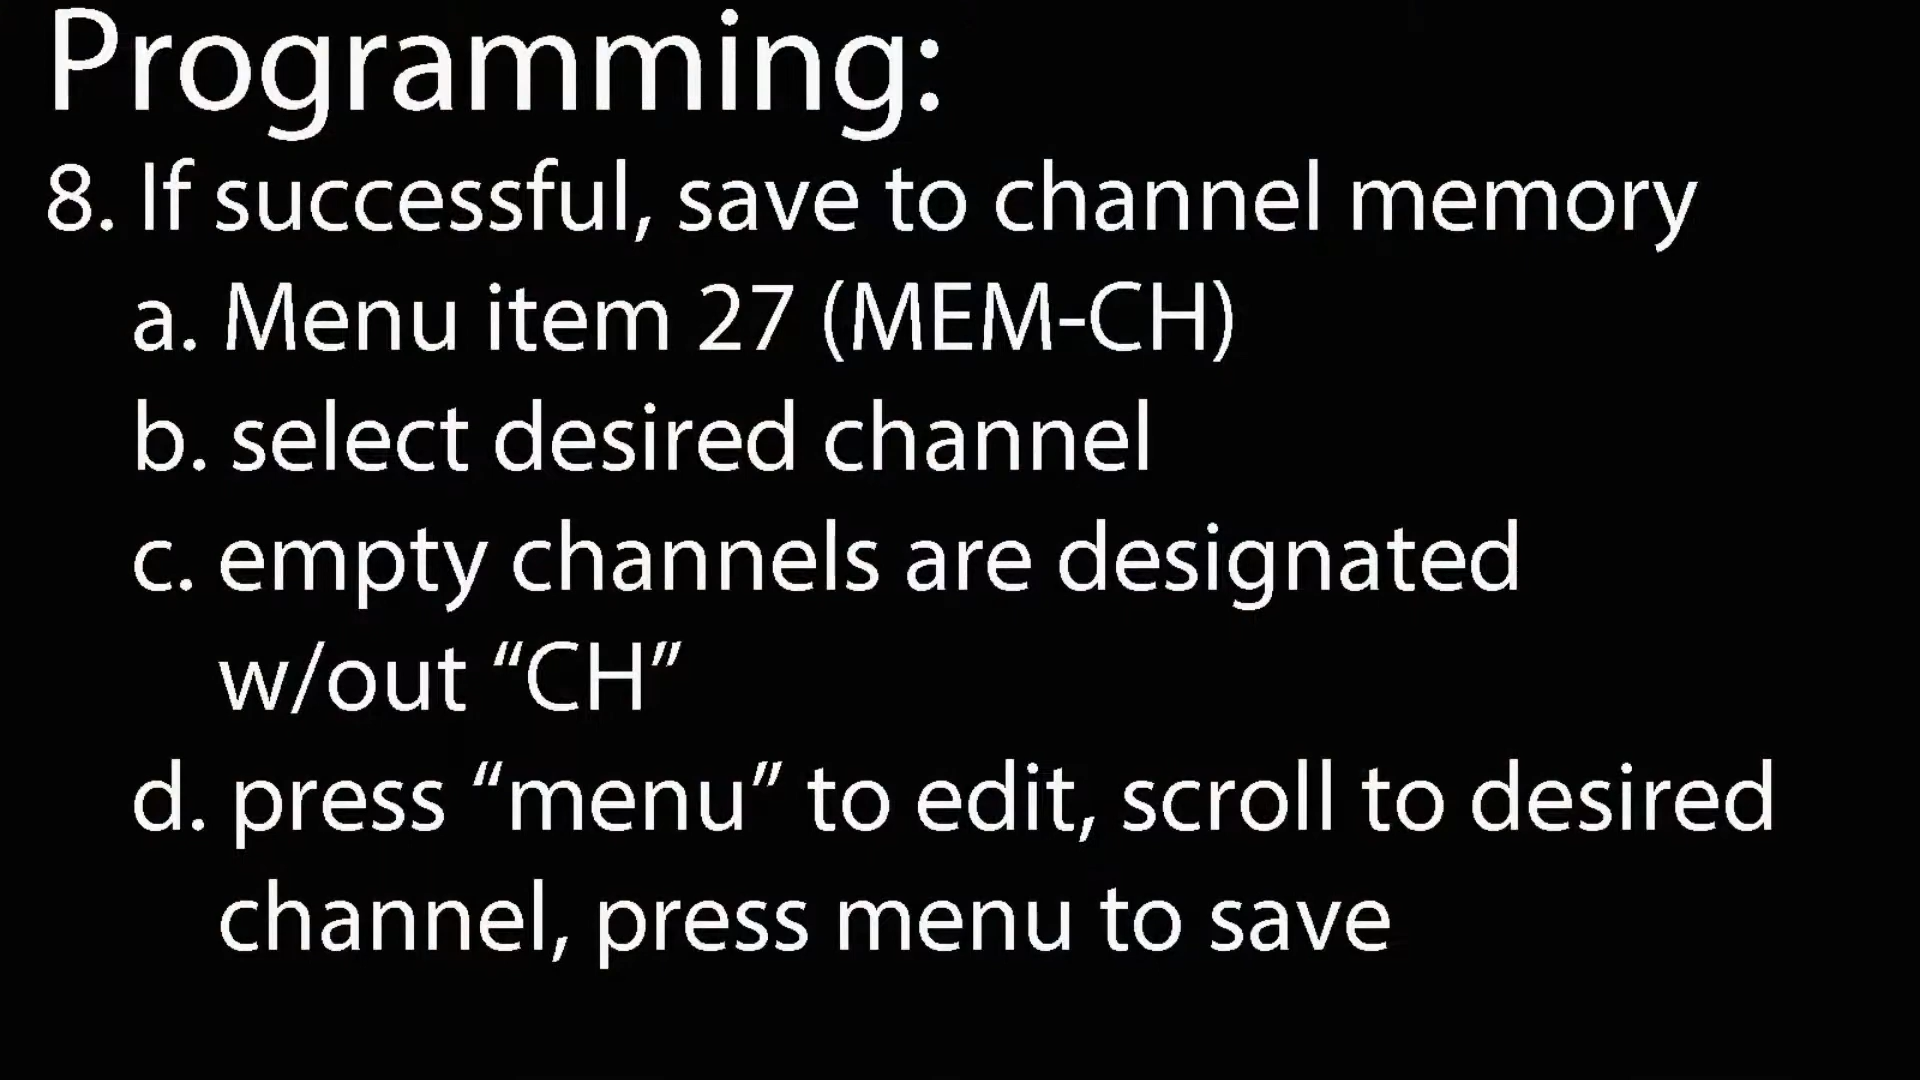 Programming:
8. If successful, save to channel memory
a. Menu item 27 (MEM-CH)
b. select desired channel
c. empty channels are designated
w/out “CH”
d. press “menu” to edit, scroll to desired
channel, press menu to save